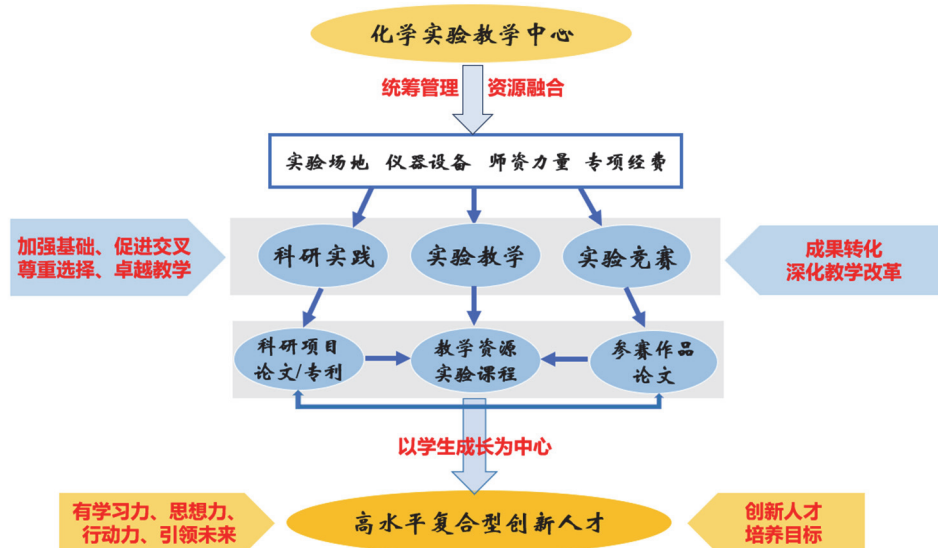 化学实验教学中心
统筹管理 资源融合
实验场地 仪器设备 师资力量 专项经费
加强基础、促进交叉
尊重选择、卓越教学
科研实践
实验教学
实验竞赛
成果转化
深化教学改革
科研项目
论文/专利
教学资源
实验课程
参赛作品
论文
以学生成长为中心
有学习力、思想力、
行动力、引领未来
高水平复合型创新人才
创新人才
培养目标